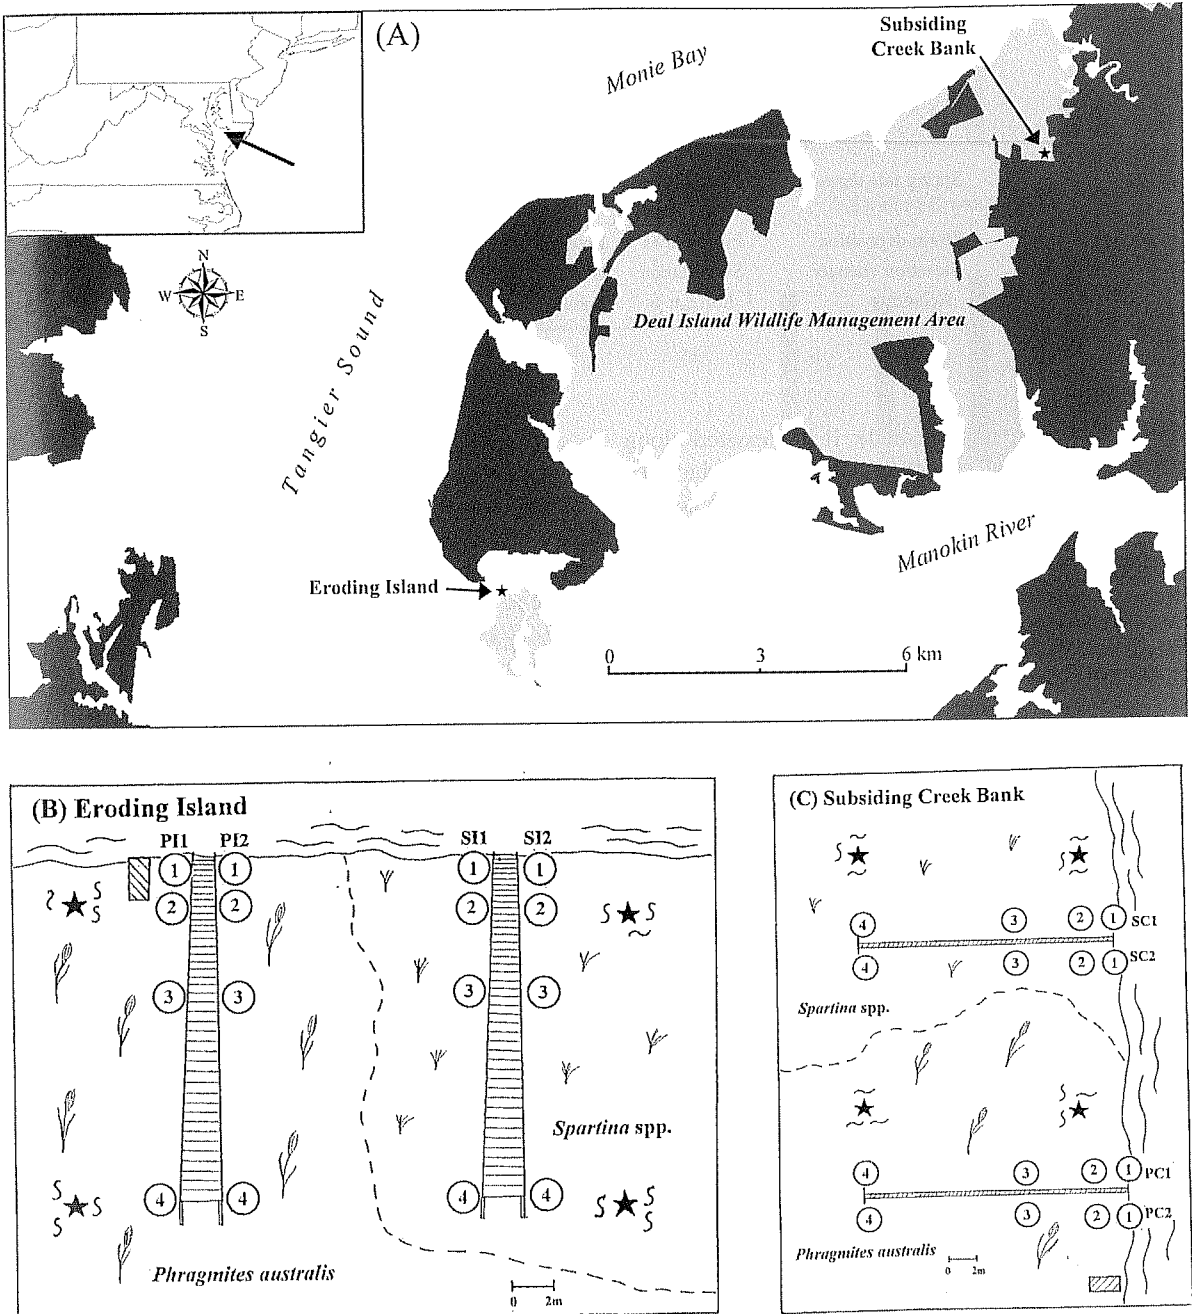 (A)
Monie Bay
Subsiding
Creek Bank
N
W E
S
Tangier Sound
Deal Island Wildlife Management Area
Manokin River
Eroding Island
0 3 6 km
(B) Eroding Island
PI1 PI2 SI1 SI2
1 1 1 1
2 2 2 2
3 3 3 3
Spartina spp.
4 4 4 4
Phragmites australis
0 2m
(C) Subsiding Creek Bank
4 3 2 1 SC1
4 3 2 1 SC2
Spartina spp.
4 3 2 1 PC1
4 3 2 1 PC2
Phragmites australis
0 2m